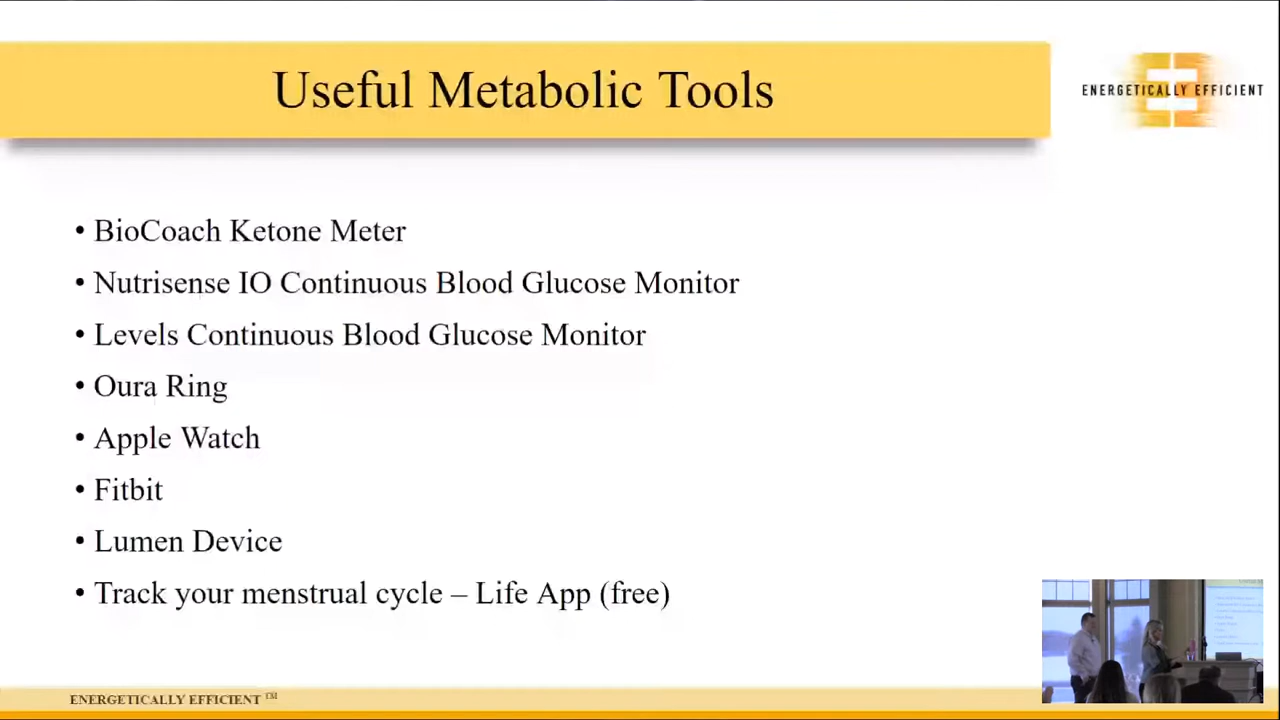 Useful Metabolic Tools
ENERGETICALLY EFFICIENT
• BioCoach Ketone Meter
• Nutrisense IO Continuous Blood Glucose Monitor
• Levels Continuous Blood Glucose Monitor
• Oura Ring
• Apple Watch
• Fitbit
• Lumen Device
• Track your menstrual cycle – Life App (free)
ENERGETICALLY EFFICIENT ™